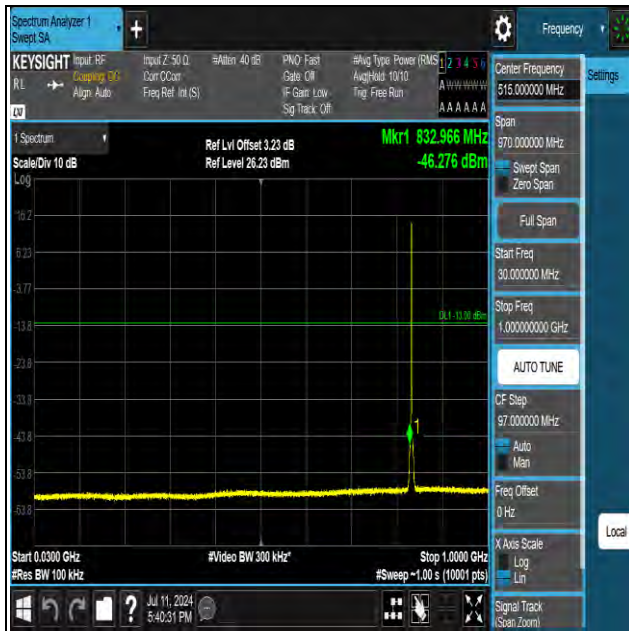 Spectrum Analyzer 1
Swept SA
+
Frequency
KEYSIGHT
RL
Input: RF
Coupling: DC
Align: Auto
Input Z: 50 Ω
Corr CCorr
Freq Ref: Int (S)
#Atten: 40 dB
PNO: Fast
Gate: Off
IF Gain: Low
Sig Track: Off
#Avg Type: Power (RMS
Avg|Hold: 10/10
Trig: Free Run
1 2 3 4 5 6
A W W W W W
A A A A A A
LXI
1 Spectrum
Scale/Div 10 dB
Log
Ref Lvl Offset 3.23 dB
Ref Level 26.23 dBm
Mkr1 832.966 MHz
-46.276 dBm
16.2
6.23
-3.77
-13.8
-23.8
-33.8
-43.8
-53.8
-63.8
DL1 -13.00 dBm
1
Start 0.0300 GHz
#Res BW 100 kHz
#Video BW 300 kHz*
Stop 1.0000 GHz
#Sweep ~1.00 s (10001 pts)
?
Jul 11, 2024
5:40:31 PM
Center Frequency
515.000000 MHz
Span
970.000000 MHz
Swept Span
Zero Span
Full Span
Start Freq
30.000000 MHz
Stop Freq
1.000000000 GHz
AUTO TUNE
CF Step
97.000000 MHz
Auto
Man
Freq Offset
0 Hz
X Axis Scale
Log
Lin
Signal Track
(Span Zoom)
Settings
Local